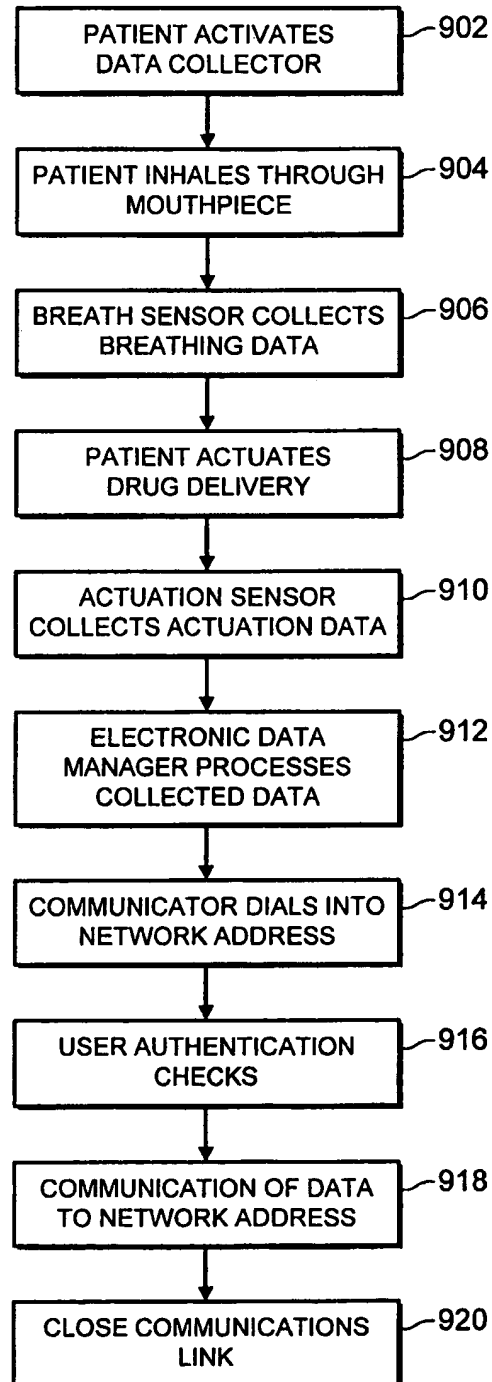 PATIENT ACTIVATES
DATA COLLECTOR
902
PATIENT INHALES THROUGH
MOUTHPIECE
904
BREATH SENSOR COLLECTS
BREATHING DATA
906
PATIENT ACTUATES
DRUG DELIVERY
908
ACTUATION SENSOR
COLLECTS ACTUATION DATA
910
ELECTRONIC DATA
MANAGER PROCESSES
COLLECTED DATA
912
COMMUNICATOR DIALS INTO
NETWORK ADDRESS
914
USER AUTHENTICATION
CHECKS
916
COMMUNICATION OF DATA
TO NETWORK ADDRESS
918
CLOSE COMMUNICATIONS
LINK
920